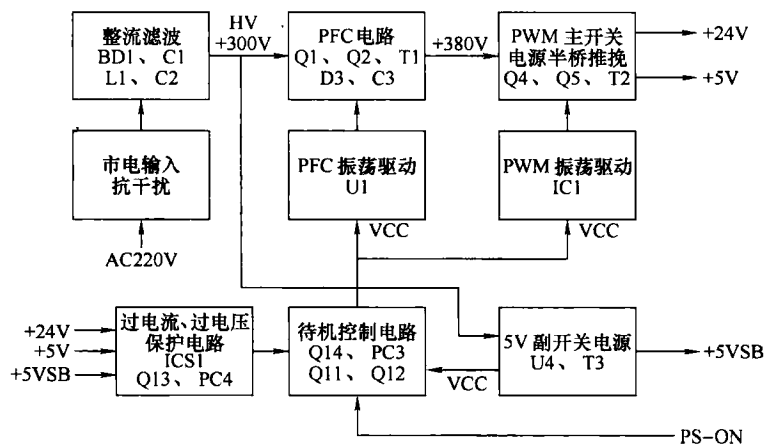 整流滤波
BD1、C1
L1、C2
HV
+300V
PFC 电路
Q1、Q2、T1
D3、C3
+380V
PWM 主开关
电源半桥推挽
Q4、Q5、T2
+24V
+5V
市电输入
抗干扰
AC220V
PFC 振荡驱动
U1
VCC
PWM 振荡驱动
IC1
VCC
+24V
+5V
+5VSB
过电流、过电压
保护电路
ICS1
Q13、PC4
待机控制电路
Q14、PC3
Q11、Q12
VCC
5V 副开关电源
U4、T3
+5VSB
PS-ON